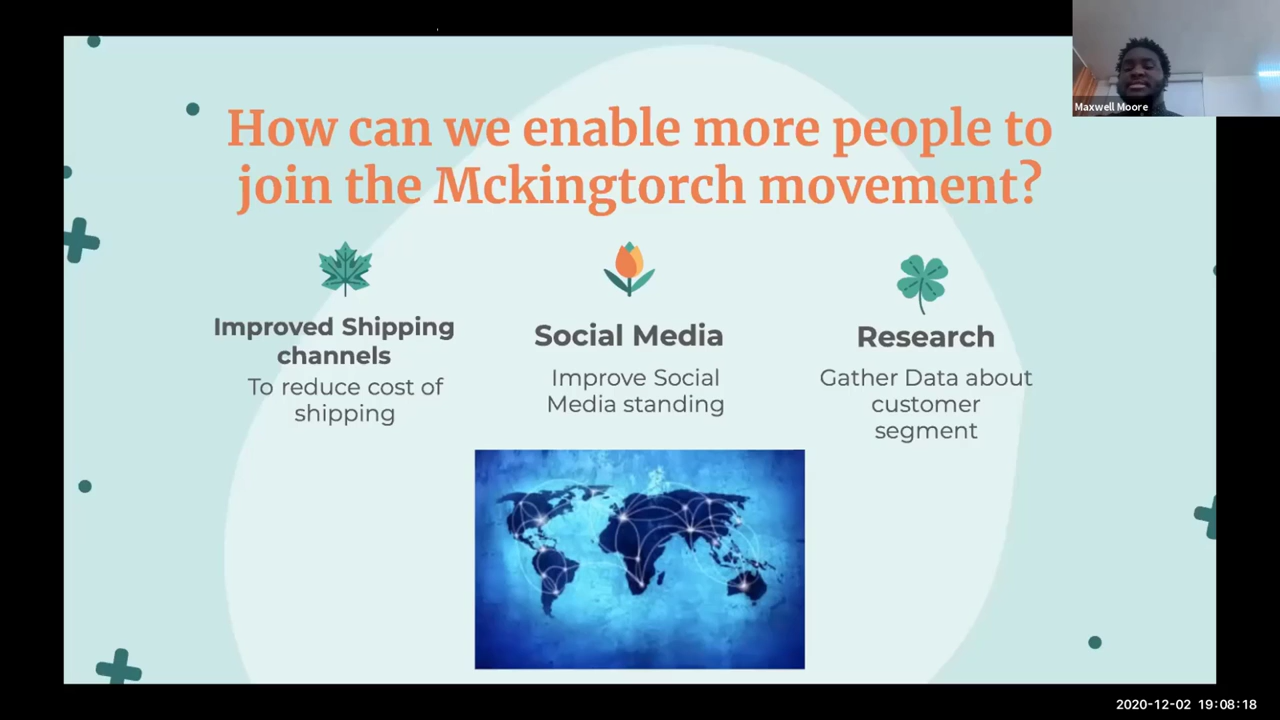 Maxwell Moore
How can we enable more people to
join the Mckingtorch movement?
Improved Shipping
channels
To reduce cost of
shipping
Social Media
Improve Social
Media standing
Research
Gather Data about
customer
segment
2020-12-02 19:08:18